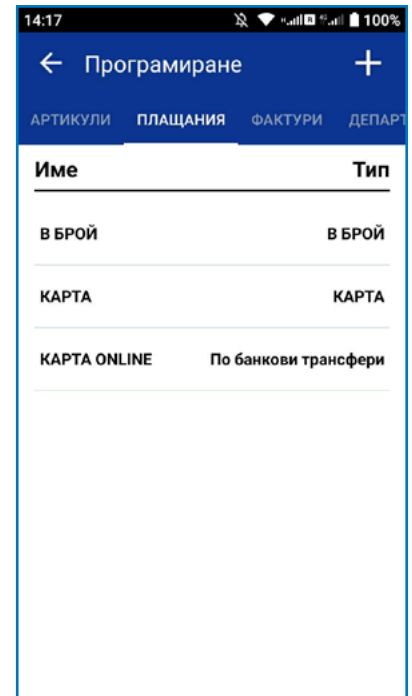 14:17 100%
← Програмиране +
АРТИКУЛИ ПЛАЩАНИЯ ФАКТУРИ ДЕПАРТ
Име Тип
В БРОЙ В БРОЙ
КАРТА КАРТА
КАРТА ONLINE По банкови трансфери